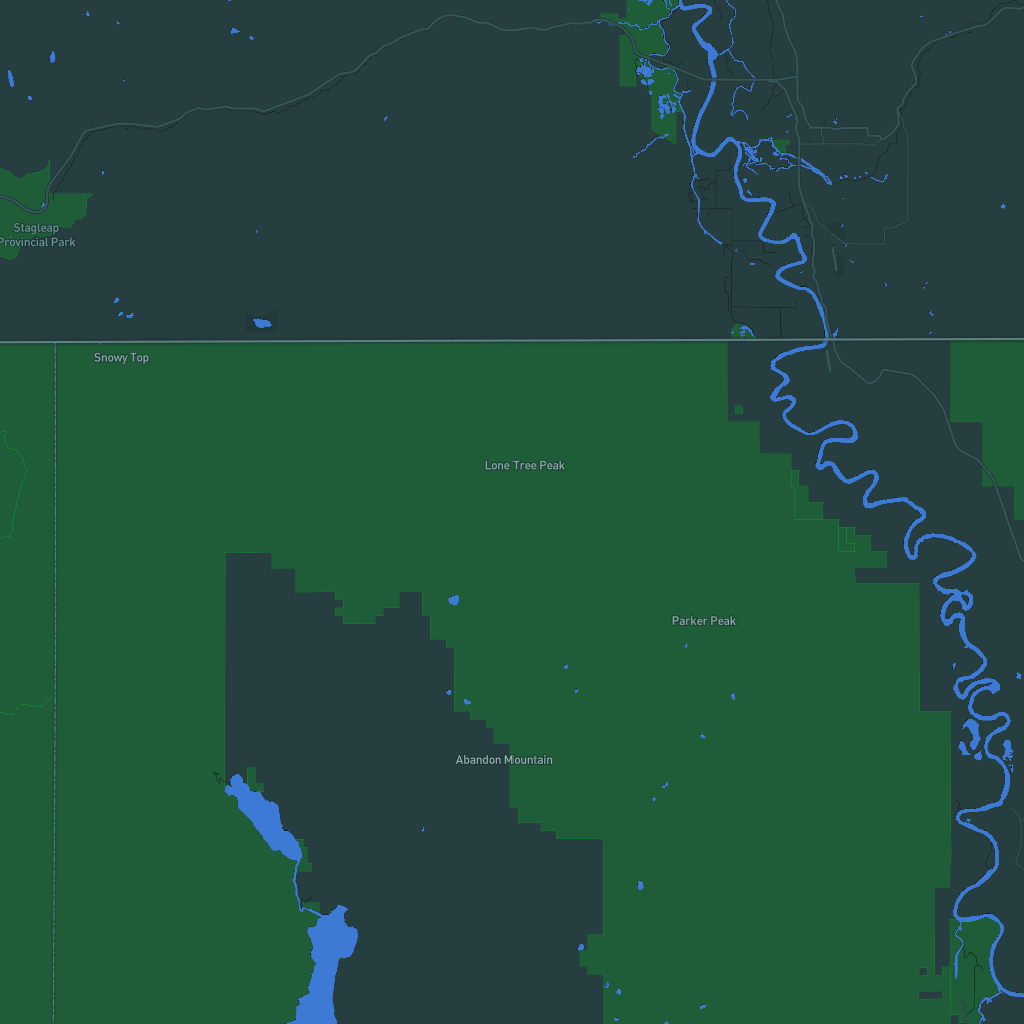 Stagleap
Provincial Park
Snowy Top
Lone Tree Peak
Parker Peak
Abandon Mountain